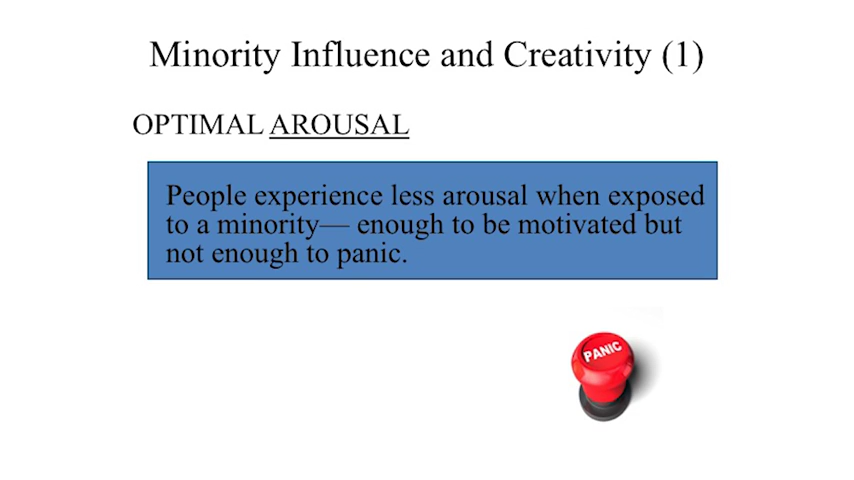 Minority Influence and Creativity (1)
OPTIMAL AROUSAL
People experience less arousal when exposed
to a minority— enough to be motivated but
not enough to panic.
PANIC